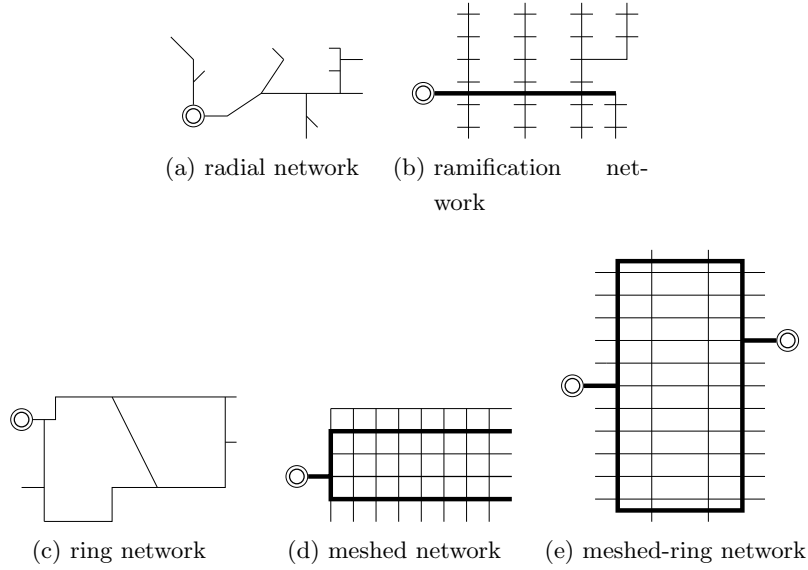 (a) radial network
(b) ramification net-
work
(c) ring network
(d) meshed network
(e) meshed-ring network